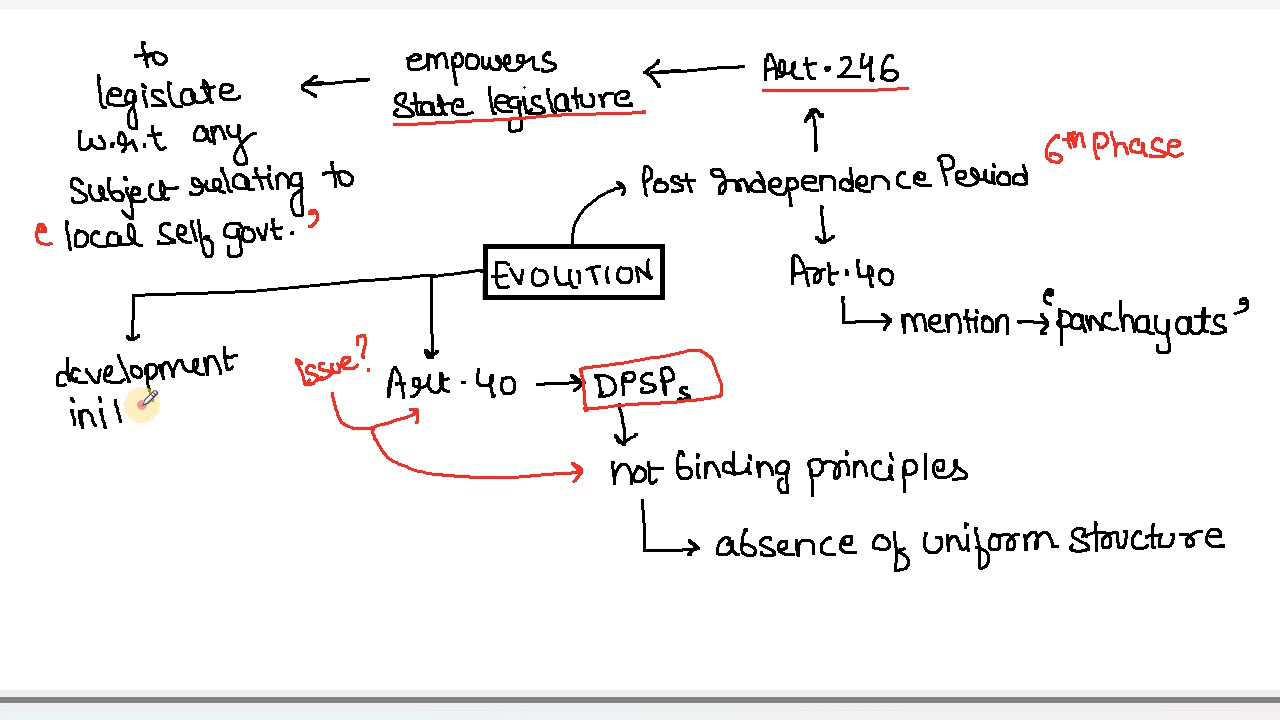 to
legislate
w.r.t any
subject relating to
‘ local self govt. ’
empowers
State legislature
Art. 246
6th Phase
Post Independence Period
EVOLUTION
Art. 40
mention → ‘panchayats’
development
issue?
Art. 40 → DPSPs
not binding principles
absence of uniform structure